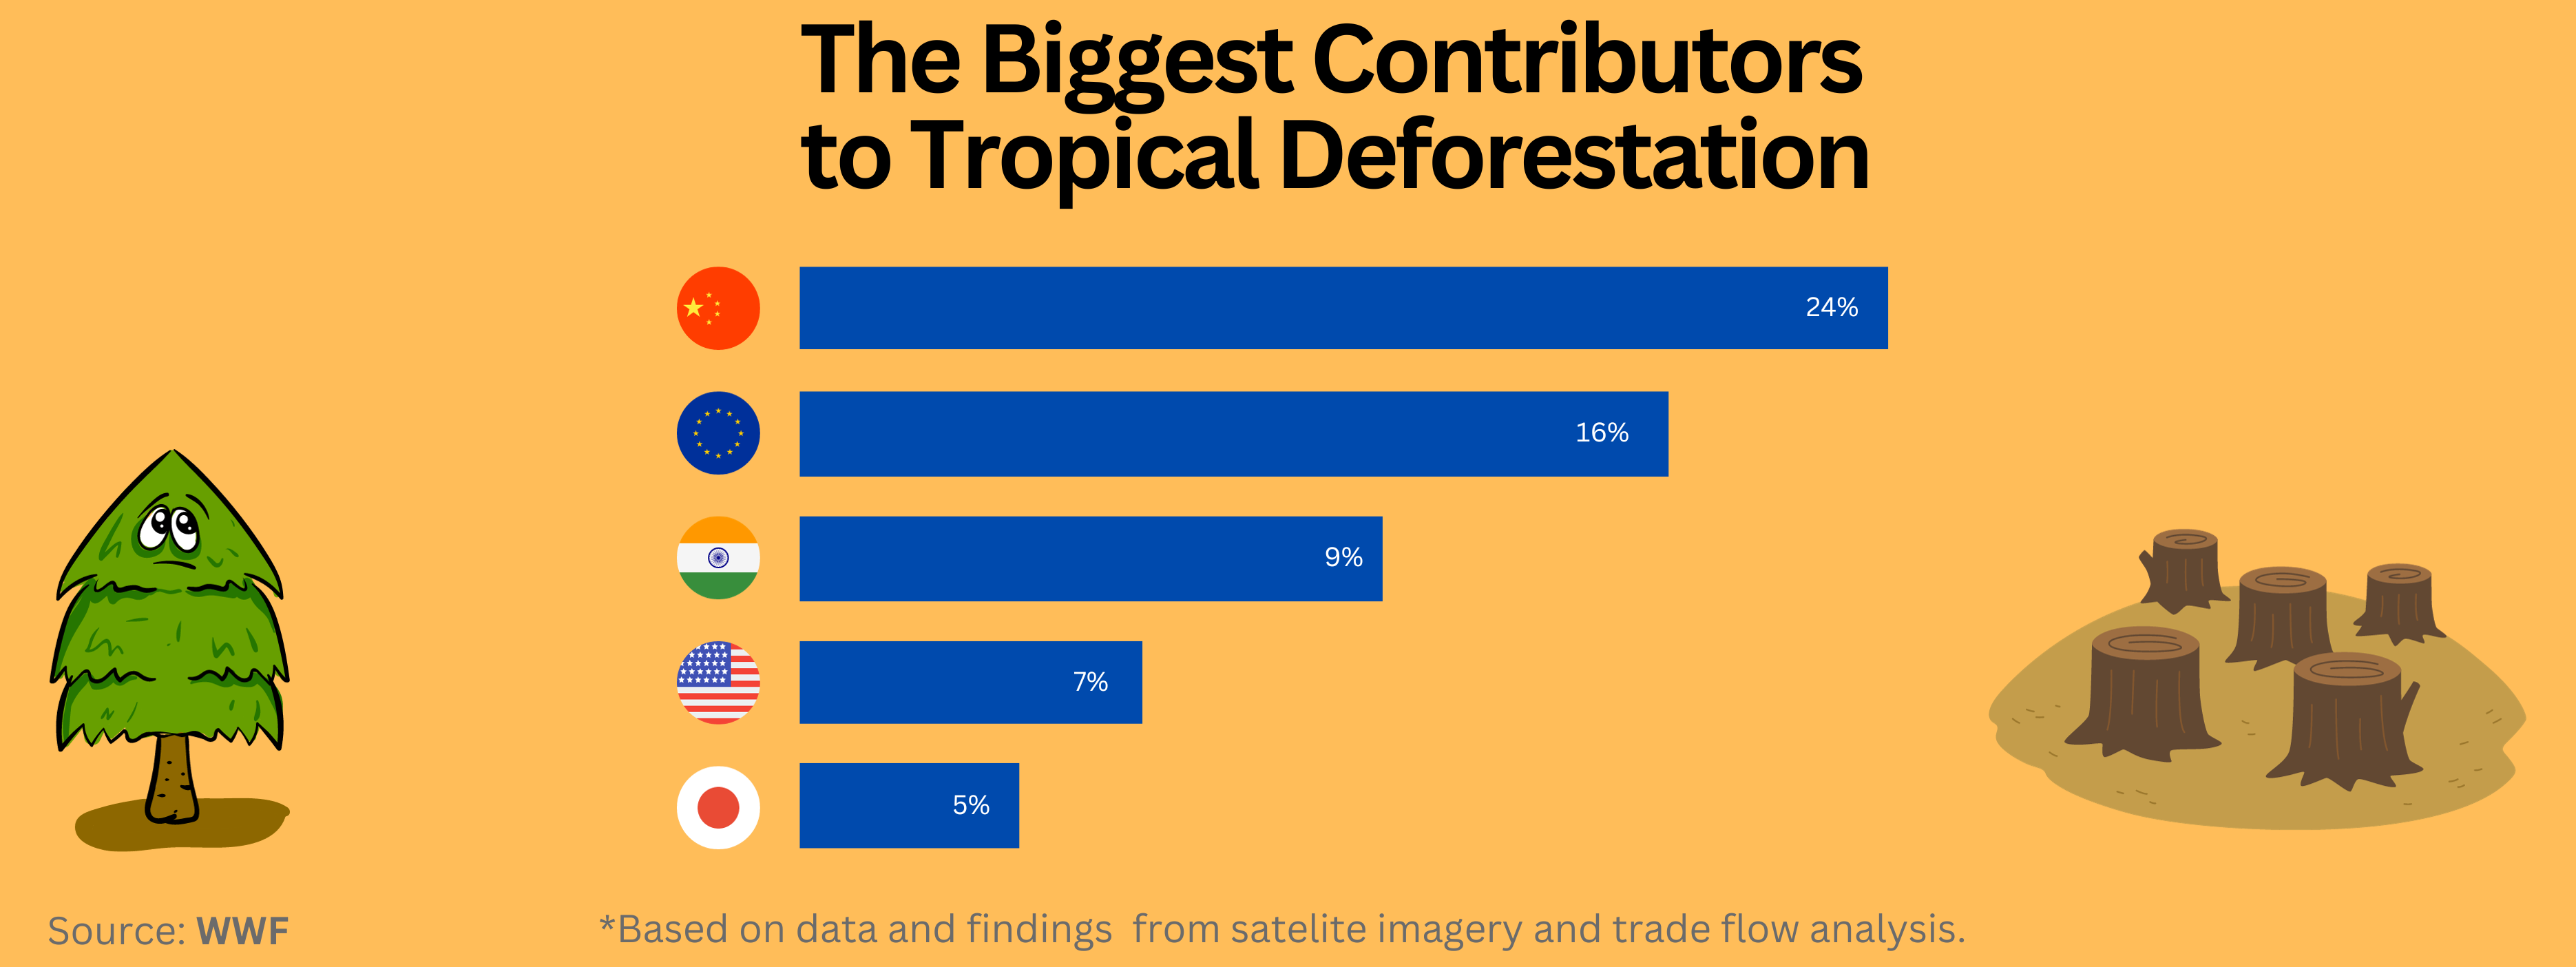 The Biggest Contributors
to Tropical Deforestation
24%
16%
9%
7%
5%
Source: WWF
*Based on data and findings  from satelite imagery and trade flow analysis.